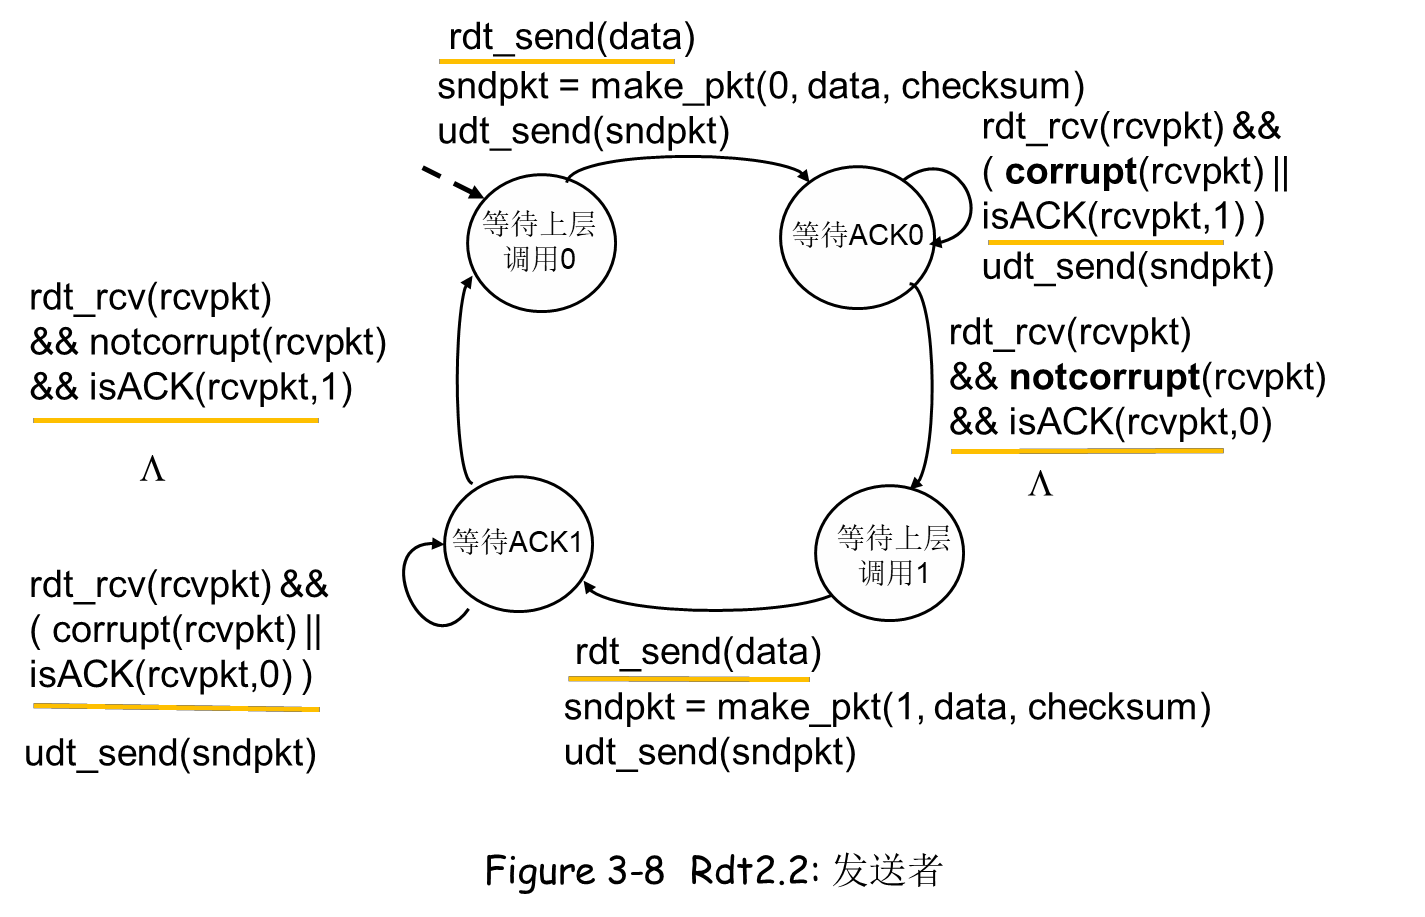 rdt_send(data)
sndpkt = make_pkt(0, data, checksum)
udt_send(sndpkt)
rdt_rcv(rcvpkt) &&
( corrupt(rcvpkt) ||
isACK(rcvpkt,1) )
udt_send(sndpkt)
等待上层
调用0
等待ACK0
rdt_rcv(rcvpkt)
&& notcorrupt(rcvpkt)
&& isACK(rcvpkt,1)
Λ
rdt_rcv(rcvpkt)
&& notcorrupt(rcvpkt)
&& isACK(rcvpkt,0)
Λ
等待ACK1
等待上层
调用1
rdt_rcv(rcvpkt) &&
( corrupt(rcvpkt) ||
isACK(rcvpkt,0) )
udt_send(sndpkt)
rdt_send(data)
sndpkt = make_pkt(1, data, checksum)
udt_send(sndpkt)
Figure 3-8 Rdt2.2: 发送者